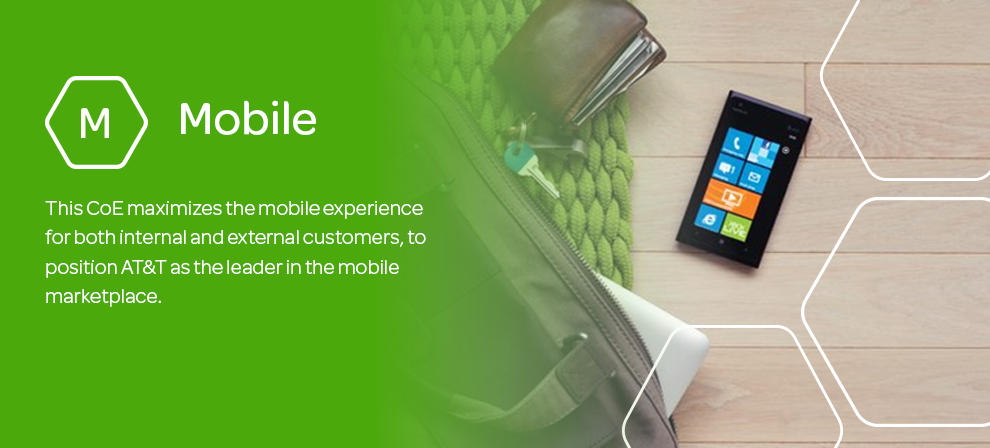 M
Mobile
This CoE maximizes the mobile experience
for both internal and external customers, to
position AT&T as the leader in the mobile
marketplace.
LIVE